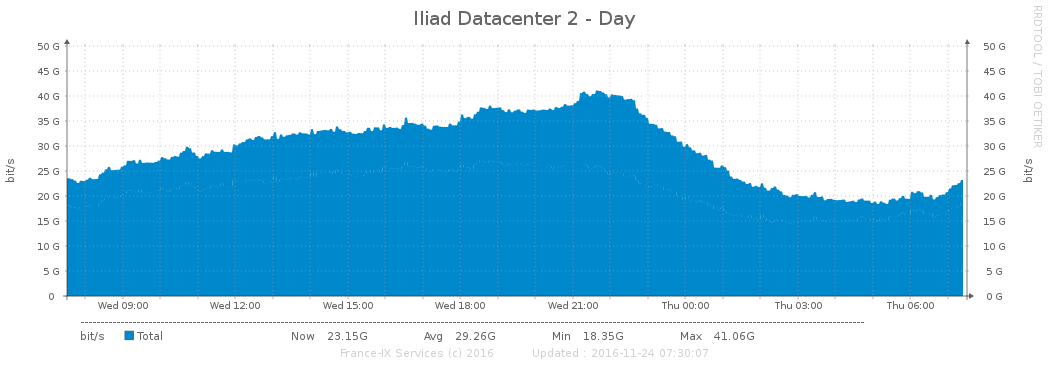 Iliad Datacenter 2 - Day
RRDTOOL / TOBI OETIKER
bit/s
50 G 50 G
45 G 45 G
40 G 40 G
35 G 35 G
30 G 30 G
25 G 25 G
20 G 20 G
15 G 15 G
10 G 10 G
5 G 5 G
0 0 G
bit/s
Wed 09:00 Wed 12:00 Wed 15:00 Wed 18:00 Wed 21:00 Thu 00:00 Thu 03:00 Thu 06:00
bit/s Total Now 23.15G Avg 29.26G Min 18.35G Max 41.06G
France-IX Services (c) 2016 Updated : 2016-11-24 07:30:07